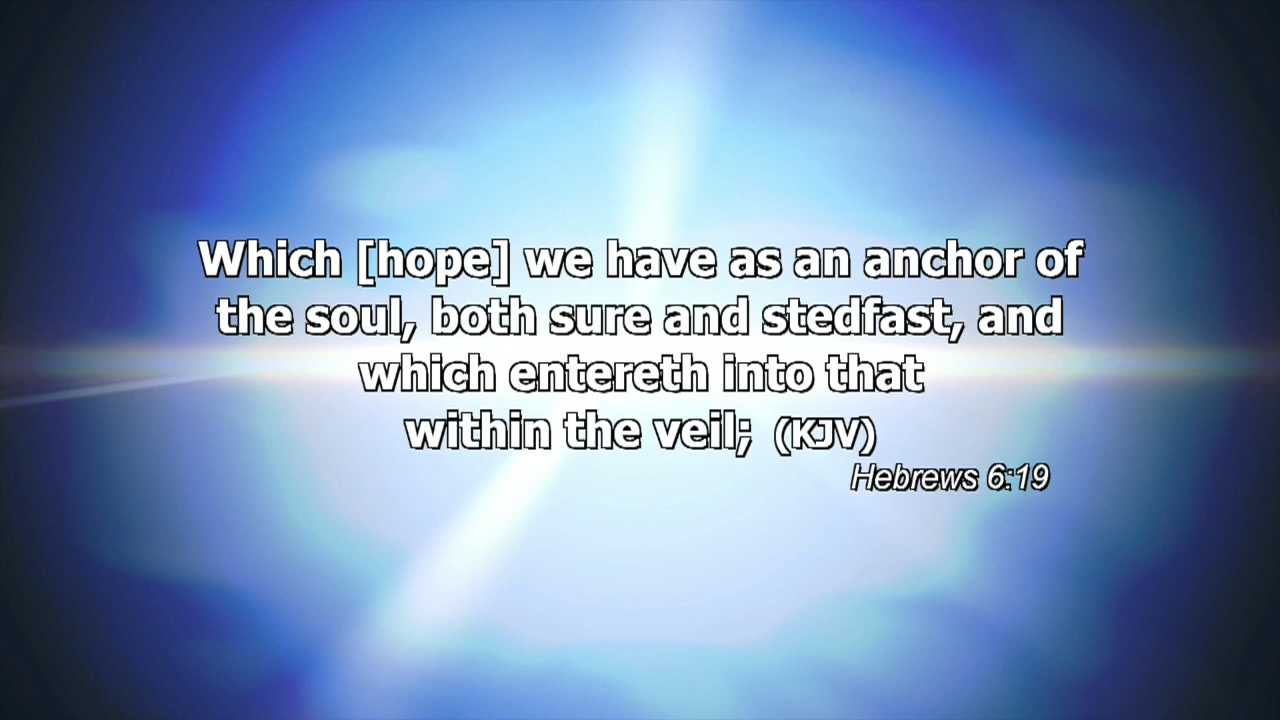 Which [hope] we have as an anchor of
the soul, both sure and stedfast, and
which entereth into that
within the veil; (KJV)
Hebrews 6:19